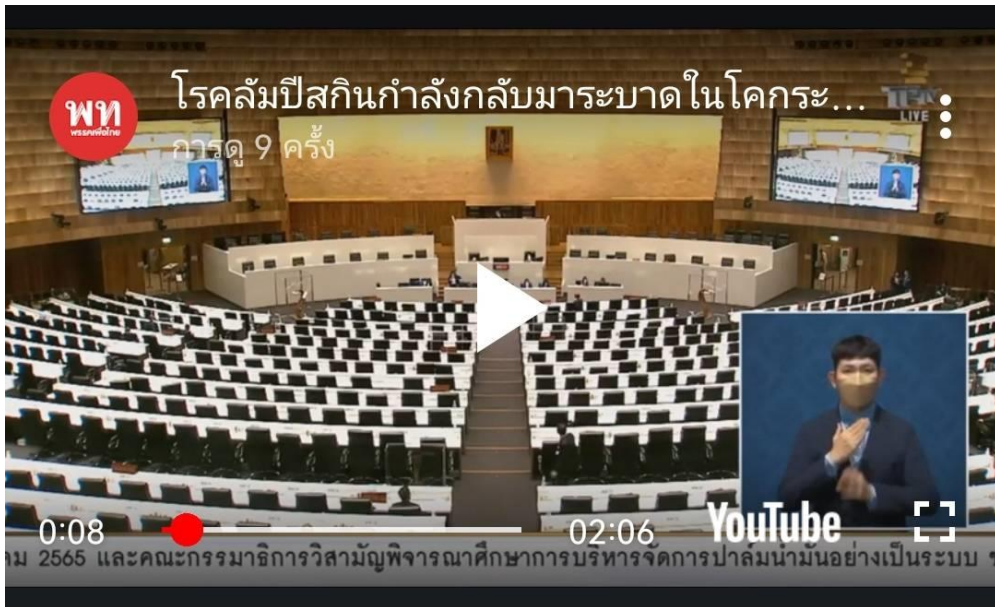 โรคลัมปีสกินกำลังกลับมาระบาดในโคกระ...
พท
พรรคเพื่อไทย
การดู 9 ครั้ง
LIVE
0:08
02:06
YouTube
2565 และคณะกรรมาธิการวิสามัญพิจารณาศึกษาการบริหารจัดการปาล์มน้ำมันอย่างเป็นระบบ